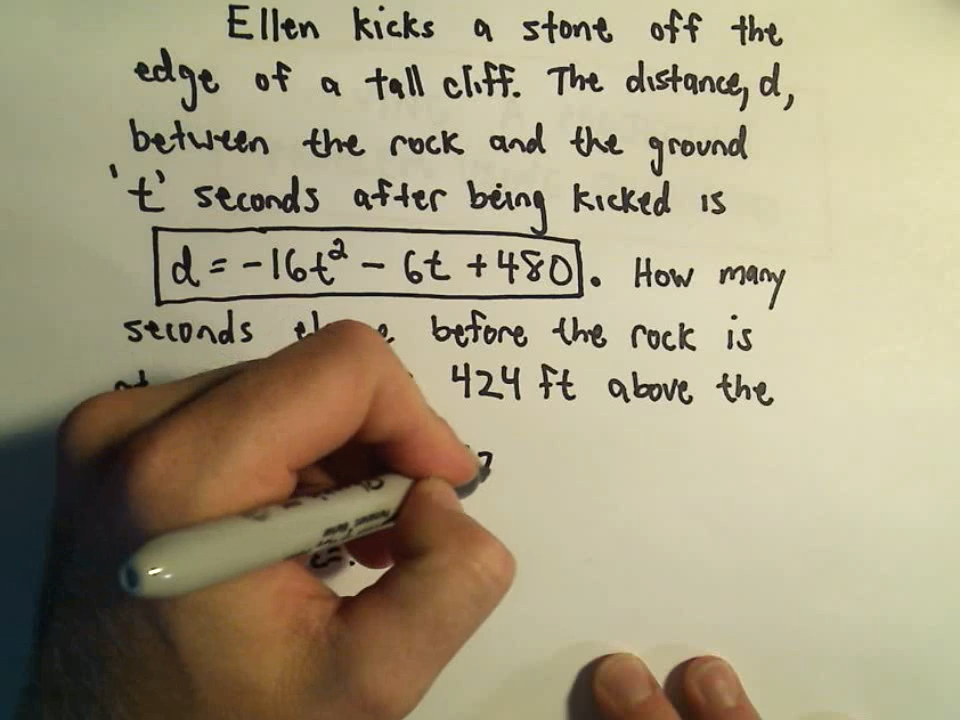 Ellen kicks a stone off the
edge of a tall cliff. The distance, d,
between the rock and the ground
't' seconds after being kicked is
d = -16t² - 6t + 480. How many
seconds before the rock is
424 ft above the